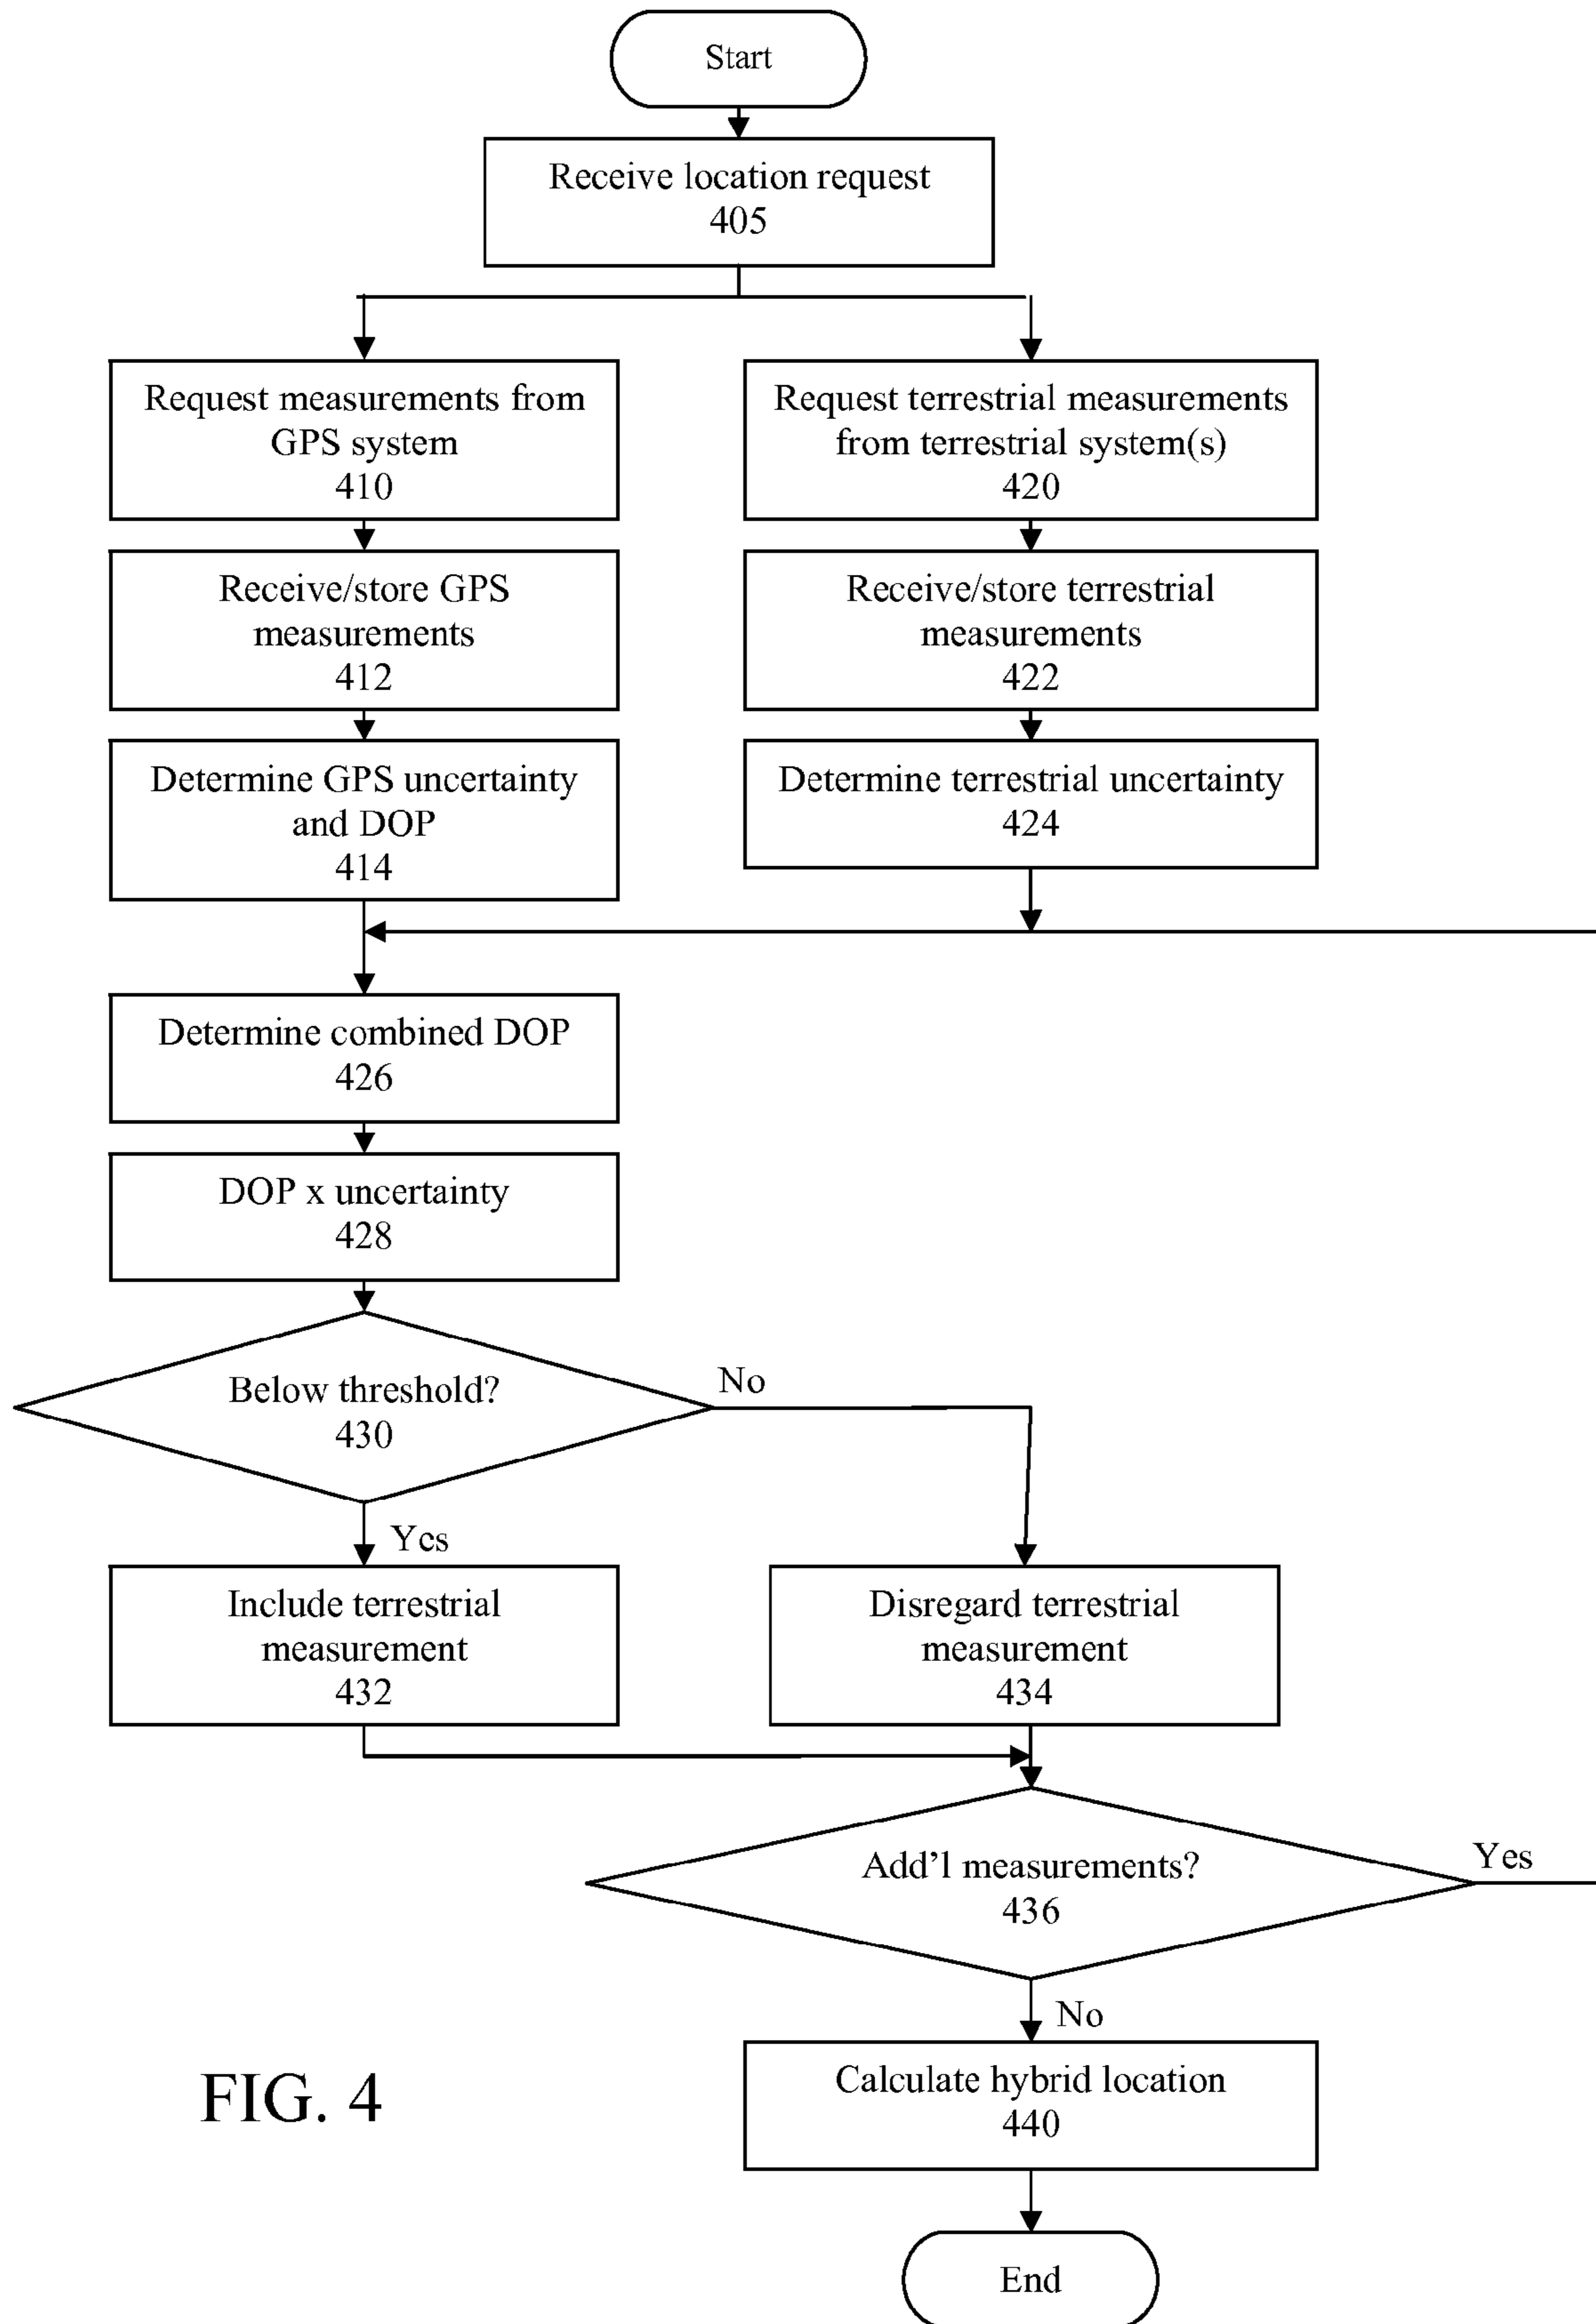 Start
Receive location request
405
Request measurements from
GPS system
410
Request terrestrial measurements
from terrestrial system(s)
420
Receive/store GPS
measurements
412
Receive/store terrestrial
measurements
422
Determine GPS uncertainty
and DOP
414
Determine terrestrial uncertainty
424
Determine combined DOP
426
DOP x uncertainty
428
Below threshold?
430
No
Yes
Include terrestrial
measurement
432
Disregard terrestrial
measurement
434
Add'l measurements?
436
Yes
No
Calculate hybrid location
440
FIG. 4
End